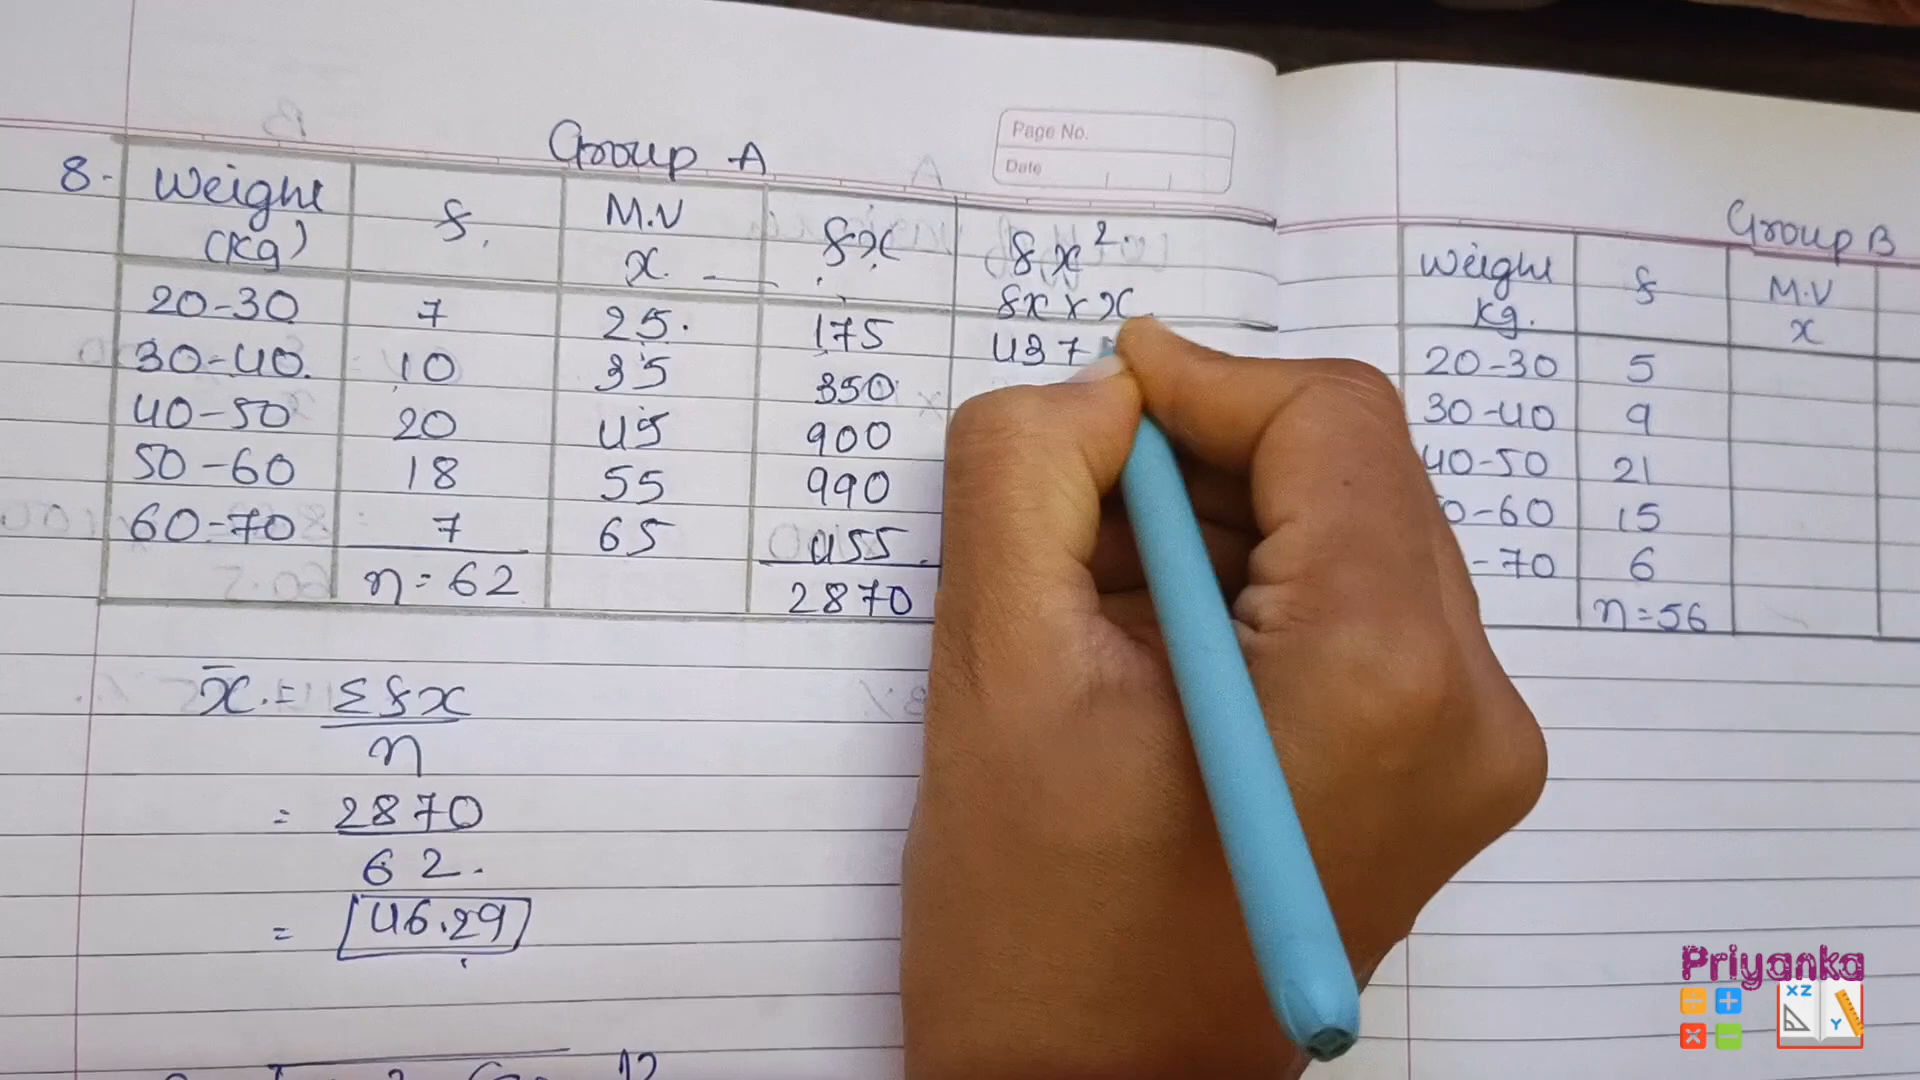 Group A
Page No.
Date
8. Weight (Kg) f. M.V x. fx fx².
fx × x.
20-30 7 25. 175 437
30-40. 10 35 350
40-50 20 45 900
50-60 18 55 990
60-70 7 65 455.
n = 62 2870
x̄. = Σfx
n
= 2870
62.
= 46.29
Group B
Weight Kg. f M.V x
20-30 5
30-40 9
40-50 21
0-60 15
-70 6
n = 56
Priyanka
XZ
Y